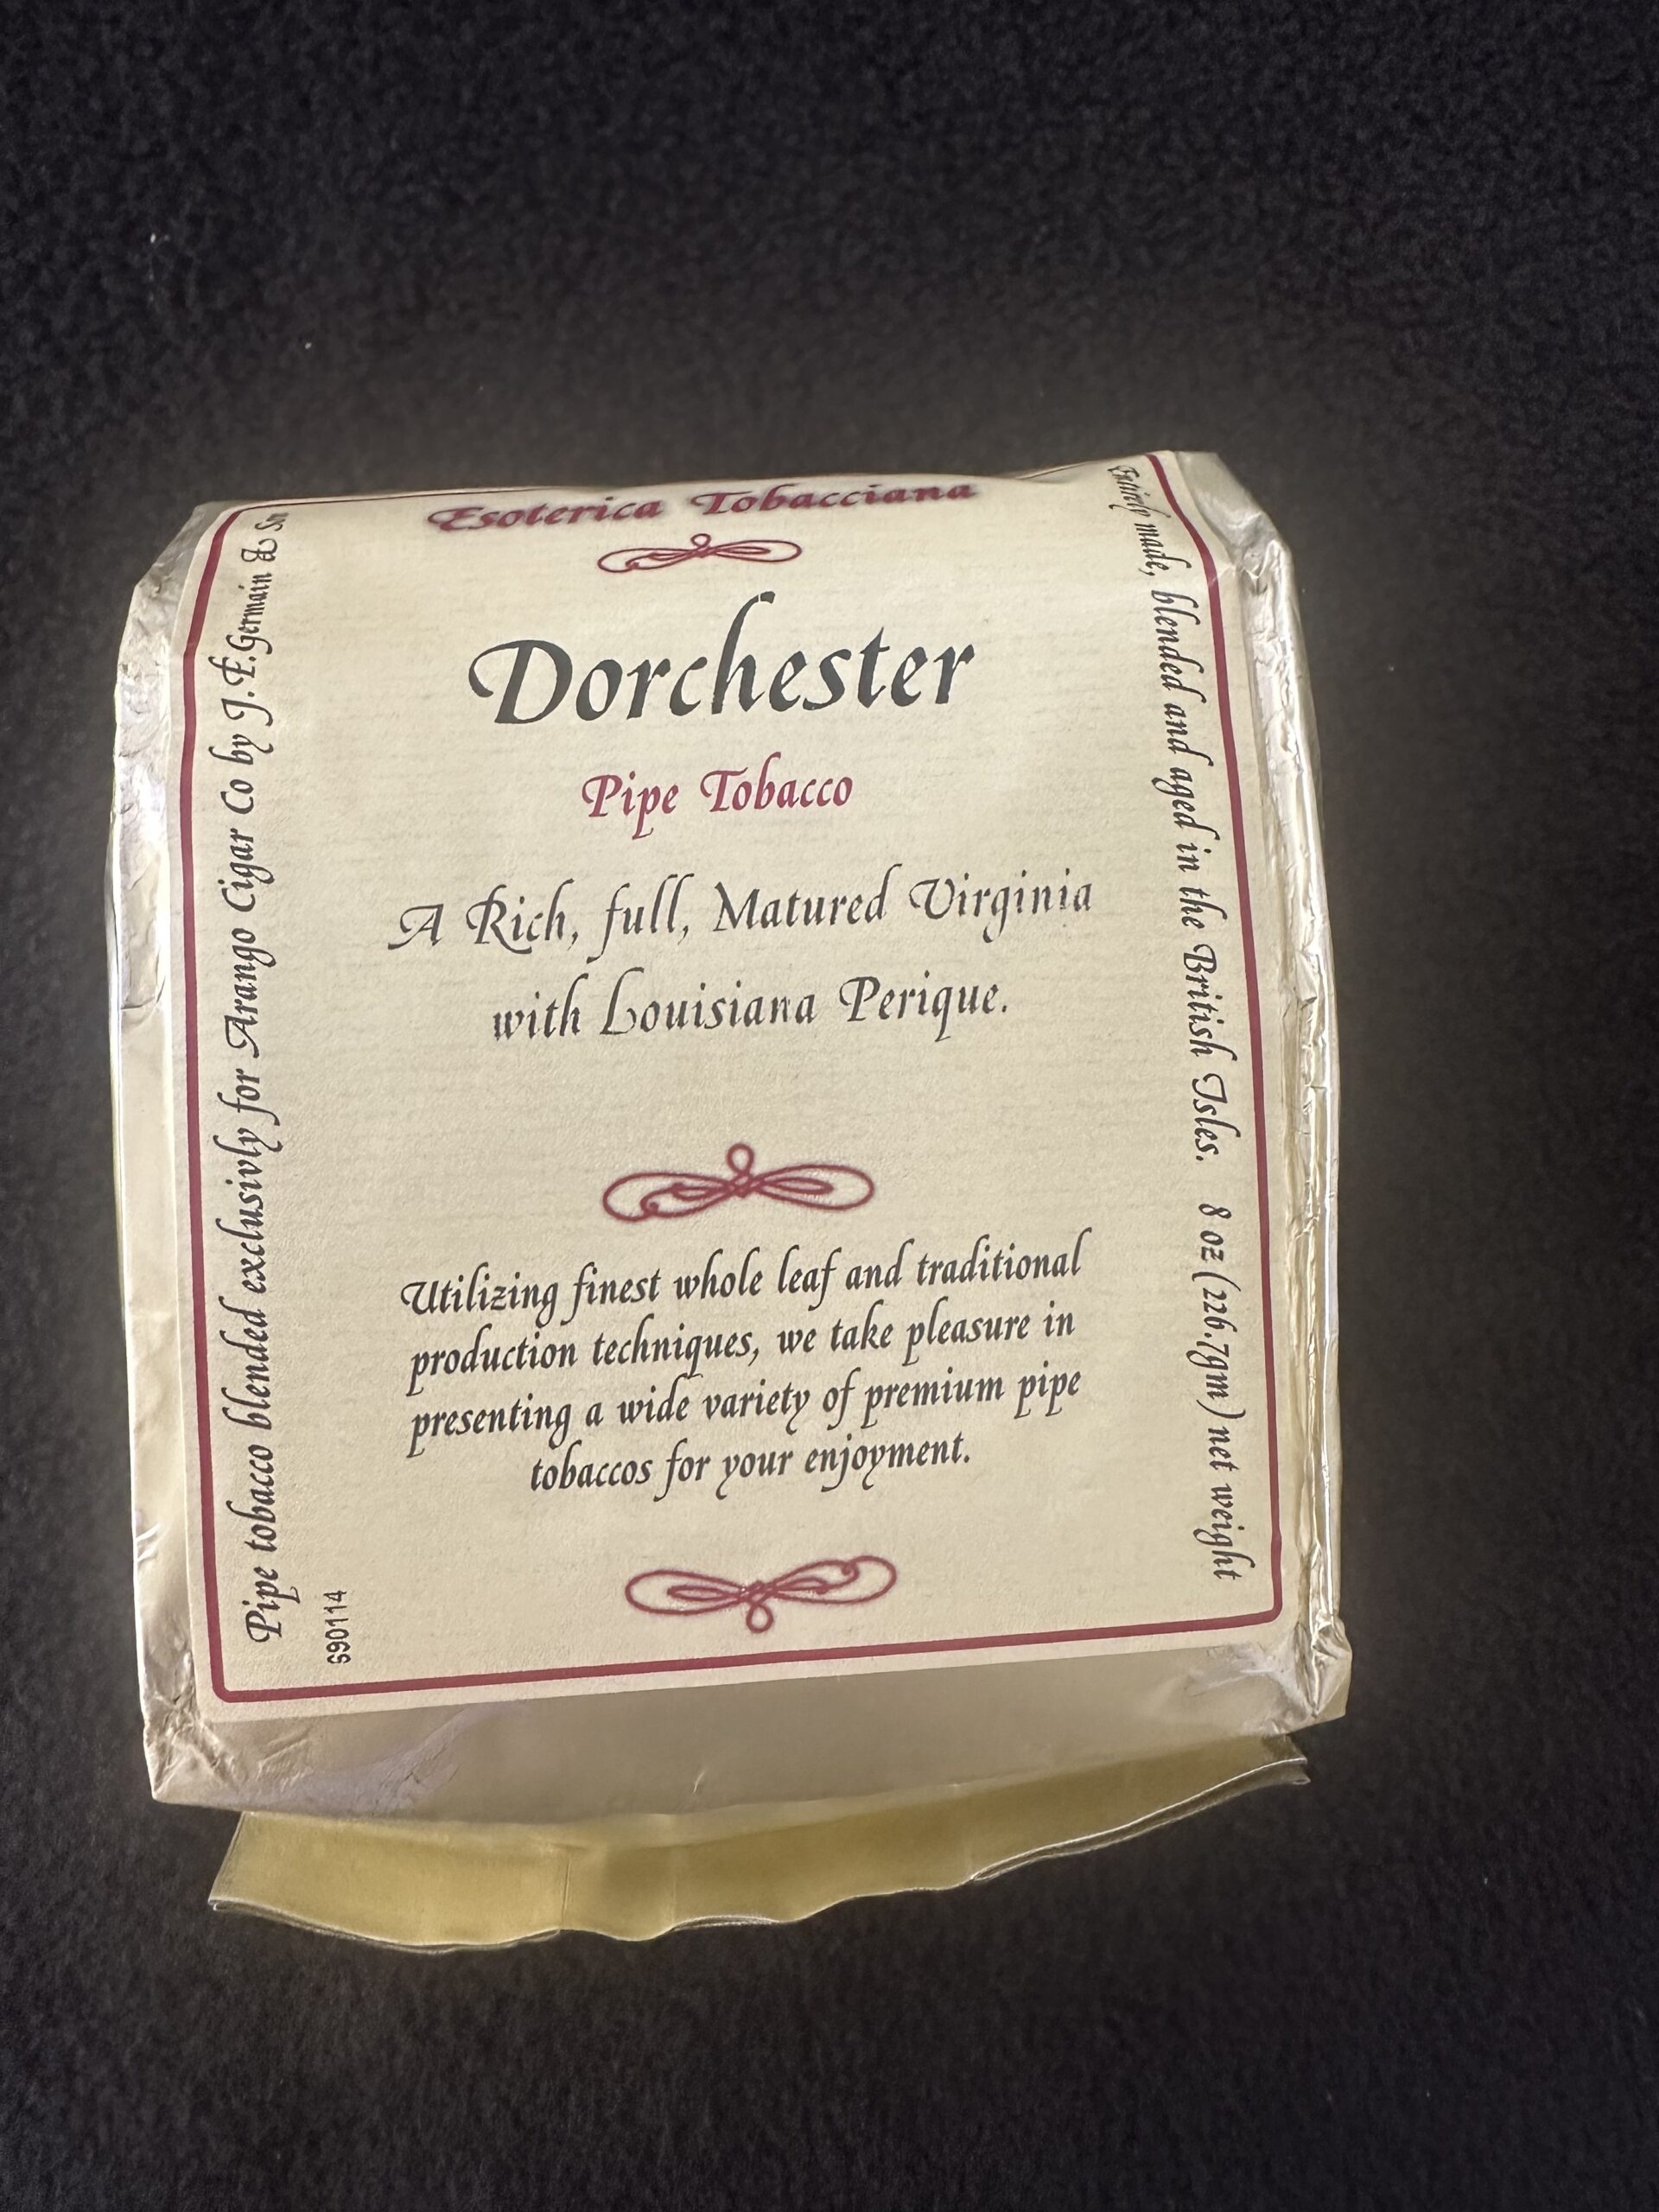 Esoterica Tobacciana
Dorchester
Pipe Tobacco
A Rich, full, Matured Virginia
with Louisiana Perique.
Utilizing finest whole leaf and traditional
production techniques, we take pleasure in
presenting a wide variety of premium pipe
tobaccos for your enjoyment.
Pipe tobacco blended exclusivly for Arango Cigar Co by J.F.Germain & Sn
Entirely made, blended and aged in the British Isles. 8 oz (226.7gm) net weight
690114